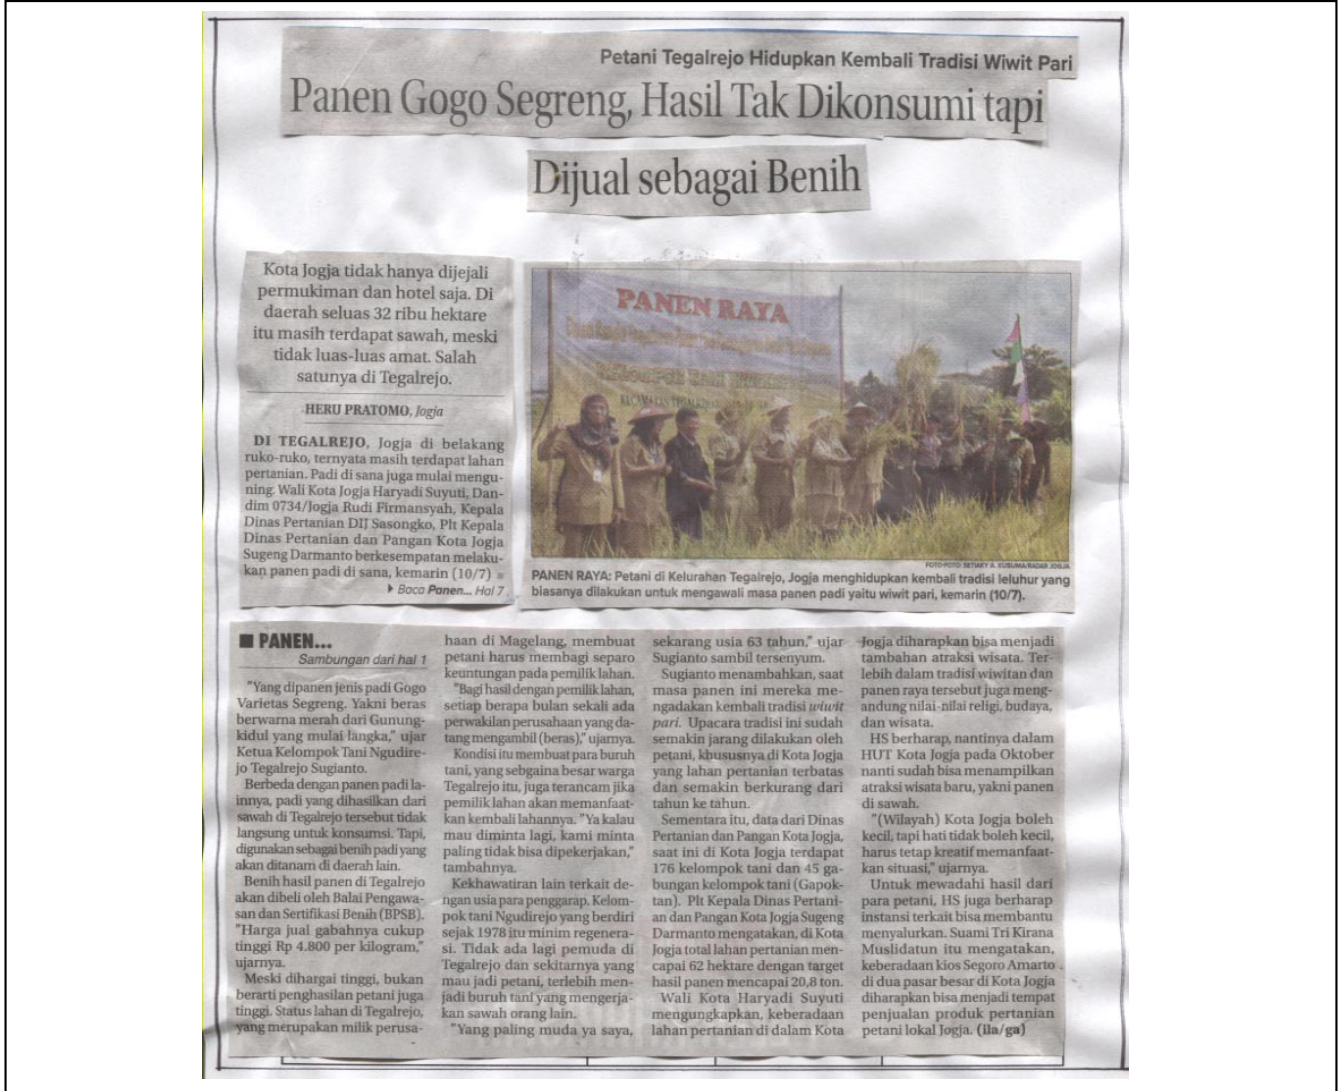 Petani Tegalrejo Hidupkan Kembali Tradisi Wiwit Pari
Panen Gogo Segreng, Hasil Tak Dikonsumi tapi
Dijual sebagai Benih
Kota Jogja tidak hanya dijejali
permukiman dan hotel saja. Di
daerah seluas 32 ribu hektare
itu masih terdapat sawah, meski
tidak luas-luas amat. Salah
satunya di Tegalrejo.
HERU PRATOMO, Jogja
DI TEGALREJO, Jogja di belakang
ruko-ruko, ternyata masih terdapat lahan
pertanian. Padi di sana juga mulai mengu-
ning. Wali Kota Jogja Haryadi Suyuti, Dan-
dim 0734/Jogja Rudi Firmansyah, Kepala
Dinas Pertanian DIJ Sasongko, Plt Kepala
Dinas Pertanian dan Pangan Kota Jogja
Sugeng Darmanto berkesempatan melaku-
kan panen padi di sana, kemarin (10/7)
Baca Panen... Hal 7
PANEN RAYA
FOTO-FOTO: SETIAKY A. KUSUMA/RADAR JOGJA
PANEN RAYA: Petani di Kelurahan Tegalrejo, Jogja menghidupkan kembali tradisi leluhur yang
biasanya dilakukan untuk mengawali masa panen padi yaitu wiwit pari, kemarin (10/7).
■ PANEN...
Sambungan dari hal 1
"Yang dipanen jenis padi Gogo
Varietas Segreng. Yakni beras
berwarna merah dari Gunung-
kidul yang mulai langka," ujar
Ketua Kelompok Tani Ngudire-
jo Tegalrejo Sugianto.
Berbeda dengan panen padi la-
innya, padi yang dihasilkan dari
sawah di Tegalrejo tersebut tidak
langsung untuk konsumsi. Tapi,
digunakan sebagai benih padi yang
akan ditanam di daerah lain.
Benih hasil panen di Tegalrejo
akan dibeli oleh Balai Pengawa-
san dan Sertifikasi Benih (BPSB).
"Harga jual gabahnya cukup
tinggi Rp 4.800 per kilogram,"
ujarnya.
Meski dihargai tinggi, bukan
berarti penghasilan petani juga
tinggi. Status lahan di Tegalrejo,
yang merupakan milik perusa-
haan di Magelang, membuat
petani harus membagi separo
keuntungan pada pemilik lahan.
"Bagi hasil dengan pemilik lahan,
setiap berapa bulan sekali ada
perwakilan perusahaan yang da-
tang mengambil (beras)," ujarnya.
Kondisi itu membuat para buruh
tani, yang sebgaina besar warga
Tegalrejo itu, juga terancam jika
pemilik lahan akan memanfaat-
kan kembali lahannya. "Ya kalau
mau diminta lagi, kami minta
paling tidak bisa dipekerjakan,"
tambahnya.
Kekhawatiran lain terkait de-
ngan usia para penggarap. Kelom-
pok tani Ngudirejo yang berdiri
sejak 1978 itu minim regenera-
si. Tidak ada lagi pemuda di
Tegalrejo dan sekitarnya yang
mau jadi petani, terlebih men-
jadi buruh tani yang mengerja-
kan sawah orang lain.
"Yang paling muda ya saya,
sekarang usia 63 tahun," ujar
Sugianto sambil tersenyum.
Sugianto menambahkan, saat
masa panen ini mereka me-
ngadakan kembali tradisi wiwit
pari. Upacara tradisi ini sudah
semakin jarang dilakukan oleh
petani, khususnya di Kota Jogja
yang lahan pertanian terbatas
dan semakin berkurang dari
tahun ke tahun.
Sementara itu, data dari Dinas
Pertanian dan Pangan Kota Jogja,
saat ini di Kota Jogja terdapat
176 kelompok tani dan 45 ga-
bungan kelompok tani (Gapok-
tan). Plt Kepala Dinas Pertani-
an dan Pangan Kota Jogja Sugeng
Darmanto mengatakan, di Kota
Jogja total lahan pertanian men-
capai 62 hektare dengan target
hasil panen mencapai 20,8 ton.
Wali Kota Haryadi Suyuti
mengungkapkan, keberadaan
lahan pertanian di dalam Kota
Jogja diharapkan bisa menjadi
tambahan atraksi wisata. Ter-
lebih dalam tradisi wiwitan dan
panen raya tersebut juga meng-
andung nilai-nilai religi, budaya,
dan wisata.
HS berharap, nantinya dalam
HUT Kota Jogja pada Oktober
nanti sudah bisa menampilkan
atraksi wisata baru, yakni panen
di sawah.
"(Wilayah) Kota Jogja boleh
kecil, tapi hati tidak boleh kecil,
harus tetap kreatif memanfaat-
kan situasi," ujarnya.
Untuk mewadahi hasil dari
para petani, HS juga berharap
instansi terkait bisa membantu
menyalurkan. Suami Tri Kirana
Muslidatun itu mengatakan,
keberadaan kios Segoro Amarto
di dua pasar besar di Kota Jogja
diharapkan bisa menjadi tempat
penjualan produk pertanian
petani lokal Jogja. (ila/ga)